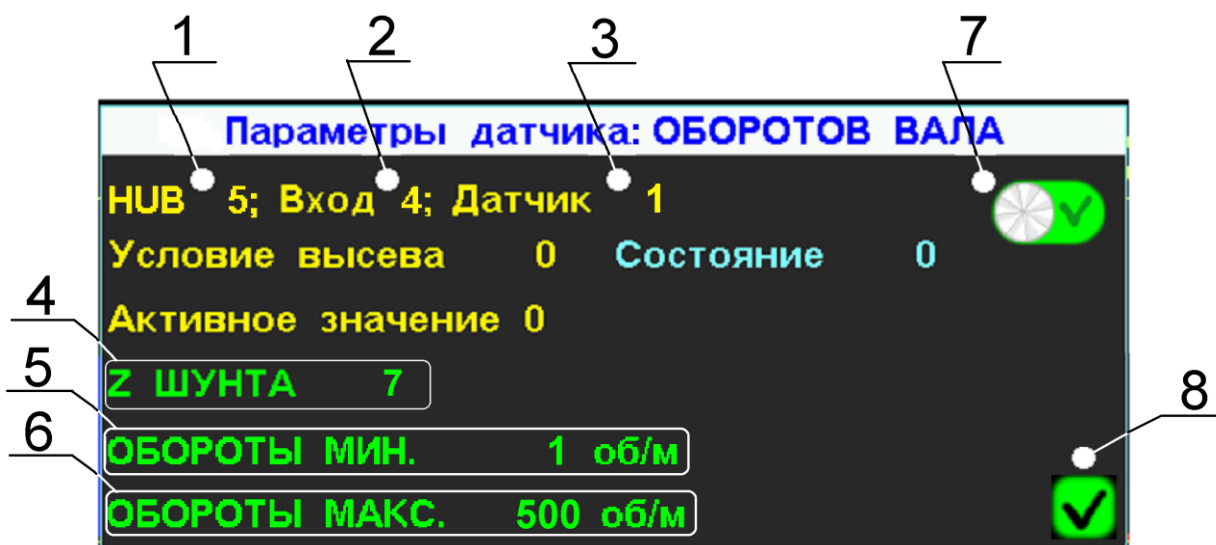 1 2 3 7
Параметры датчика: ОБОРОТОВ ВАЛА
HUB 5; Вход 4; Датчик 1
Условие высева 0 Состояние 0
Активное значение 0
4
Z ШУНТА 7
5
ОБОРОТЫ МИН. 1 об/м
8
6
ОБОРОТЫ МАКС. 500 об/м